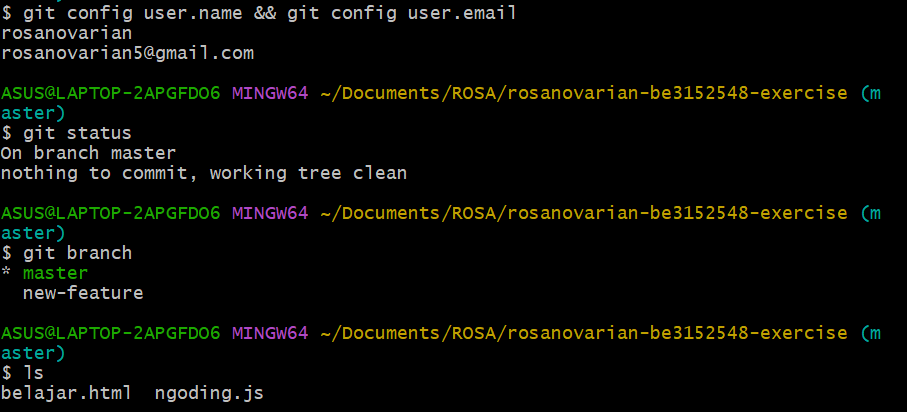 $ git config user.name && git config user.email
rosanovarian
rosanovarian5@gmail.com
ASUS@LAPTOP-2APGFDO6 MINGW64 ~/Documents/ROSA/rosanovarian-be3152548-exercise (m
aster)
$ git status
On branch master
nothing to commit, working tree clean
ASUS@LAPTOP-2APGFDO6 MINGW64 ~/Documents/ROSA/rosanovarian-be3152548-exercise (m
aster)
$ git branch
* master
  new-feature
ASUS@LAPTOP-2APGFDO6 MINGW64 ~/Documents/ROSA/rosanovarian-be3152548-exercise (m
aster)
$ ls
belajar.html  ngoding.js